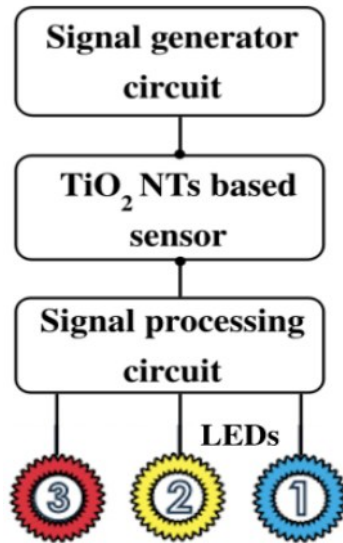 Signal generator
circuit
TiO₂ NTs based
sensor
Signal processing
circuit
LEDs
3 2 1